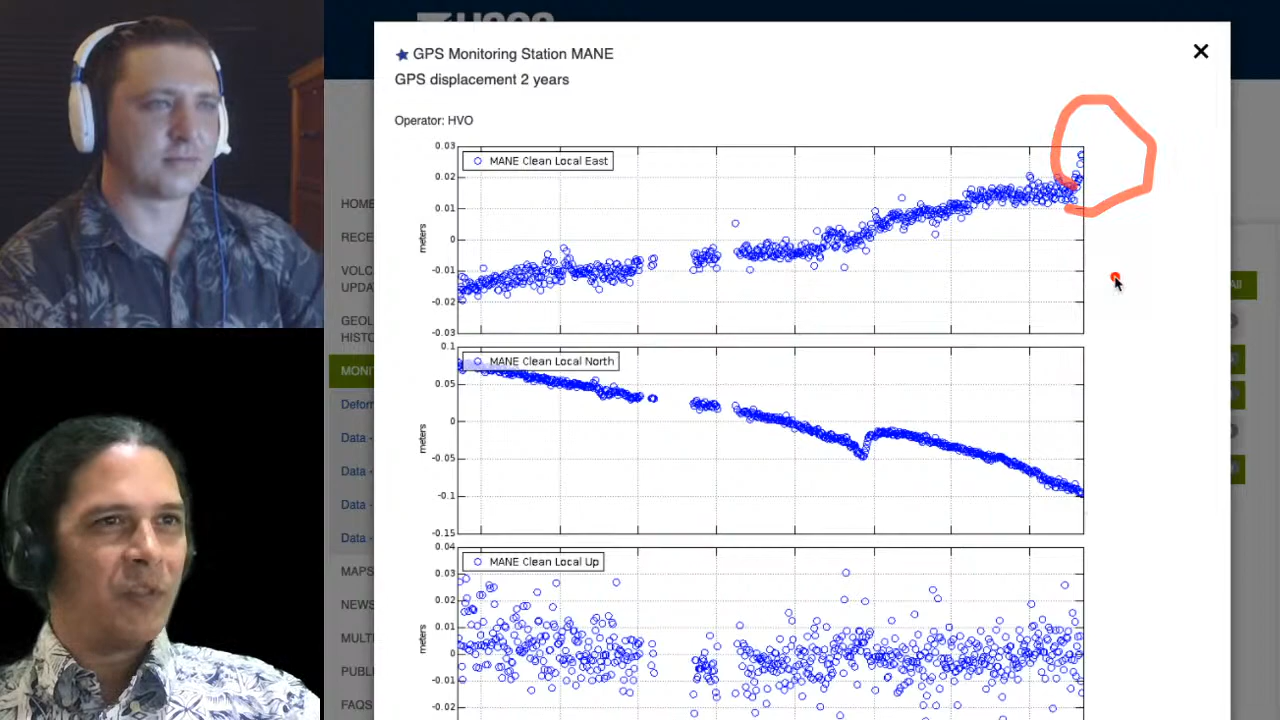 ★ GPS Monitoring Station MANE
GPS displacement 2 years
Operator: HVO
0.03
0.02
0.01
0
-0.01
-0.02
-0.03
meters
MANE Clean Local East
0.1
0.05
0
-0.05
-0.1
-0.15
meters
MANE Clean Local North
0.04
0.03
0.02
0.01
0
-0.01
-0.02
meters
MANE Clean Local Up
HOME
RECE
VOLC
UPDA
GEOL
HISTO
MONI
Deforn
Data -
Data -
Data -
Data -
MAPS
NEWS
MULT
PUBL
FAQS
All